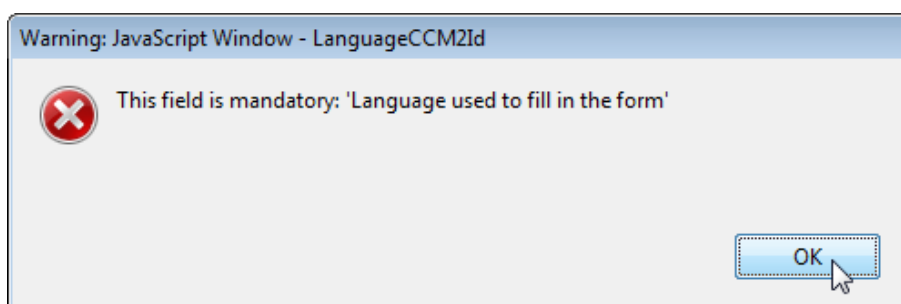 Warning: JavaScript Window - LanguageCCM2Id
This field is mandatory: 'Language used to fill in the form'
OK